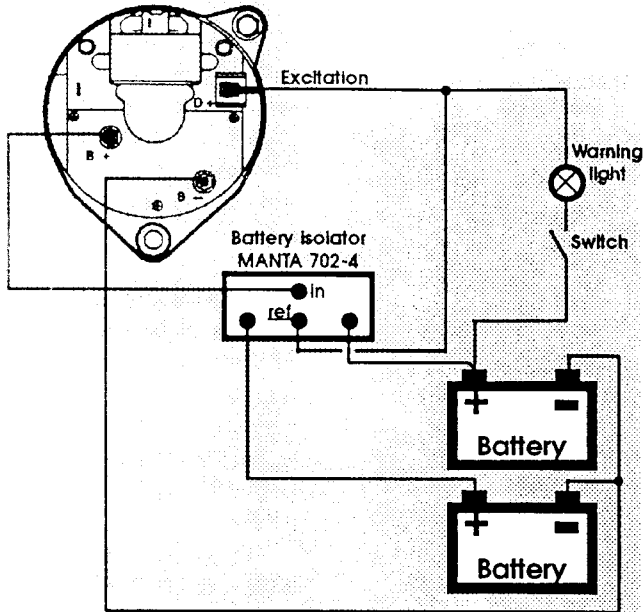 Excitation
D +
B +
B −
Warning
light
Switch
Battery isolator
MANTA 702-4
in
ref
+ −
Battery
+ −
Battery